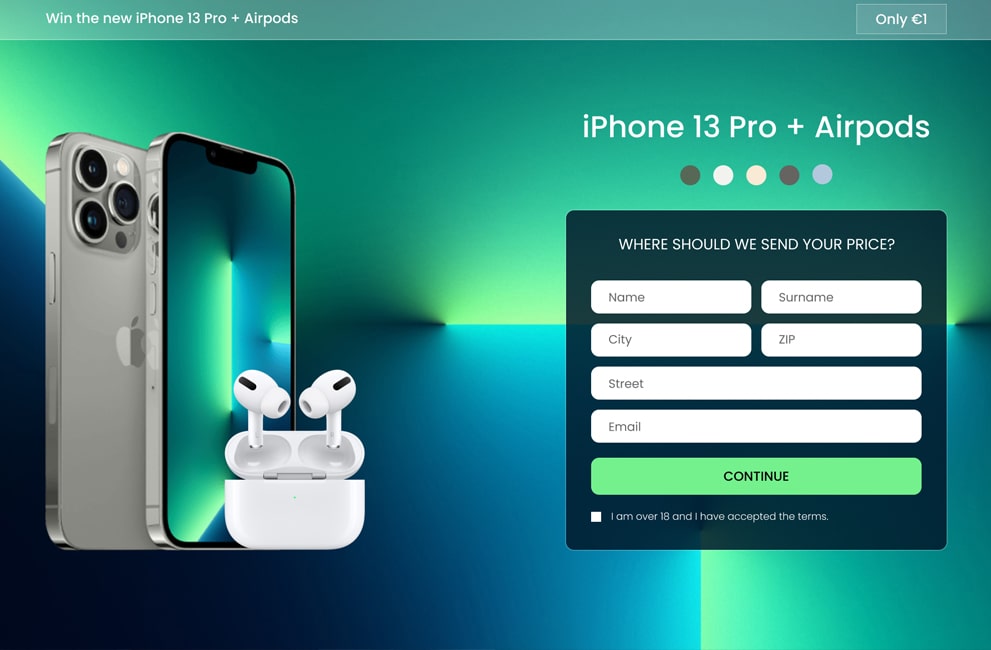 Win the new iPhone 13 Pro + Airpods
Only €1
iPhone 13 Pro + Airpods
WHERE SHOULD WE SEND YOUR PRICE?
Name
Surname
City
ZIP
Street
Email
CONTINUE
I am over 18 and I have accepted the terms.